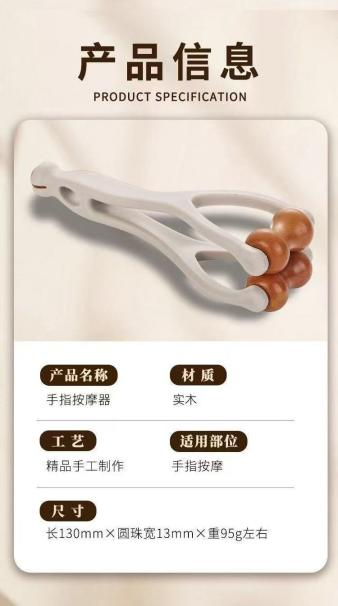 产品信息
PRODUCT SPECIFICATION
产品名称 材质
手指按摩器 实木
工艺 适用部位
精品手工制作 手指按摩
尺寸
长130mm×圆珠宽13mm×重95g左右